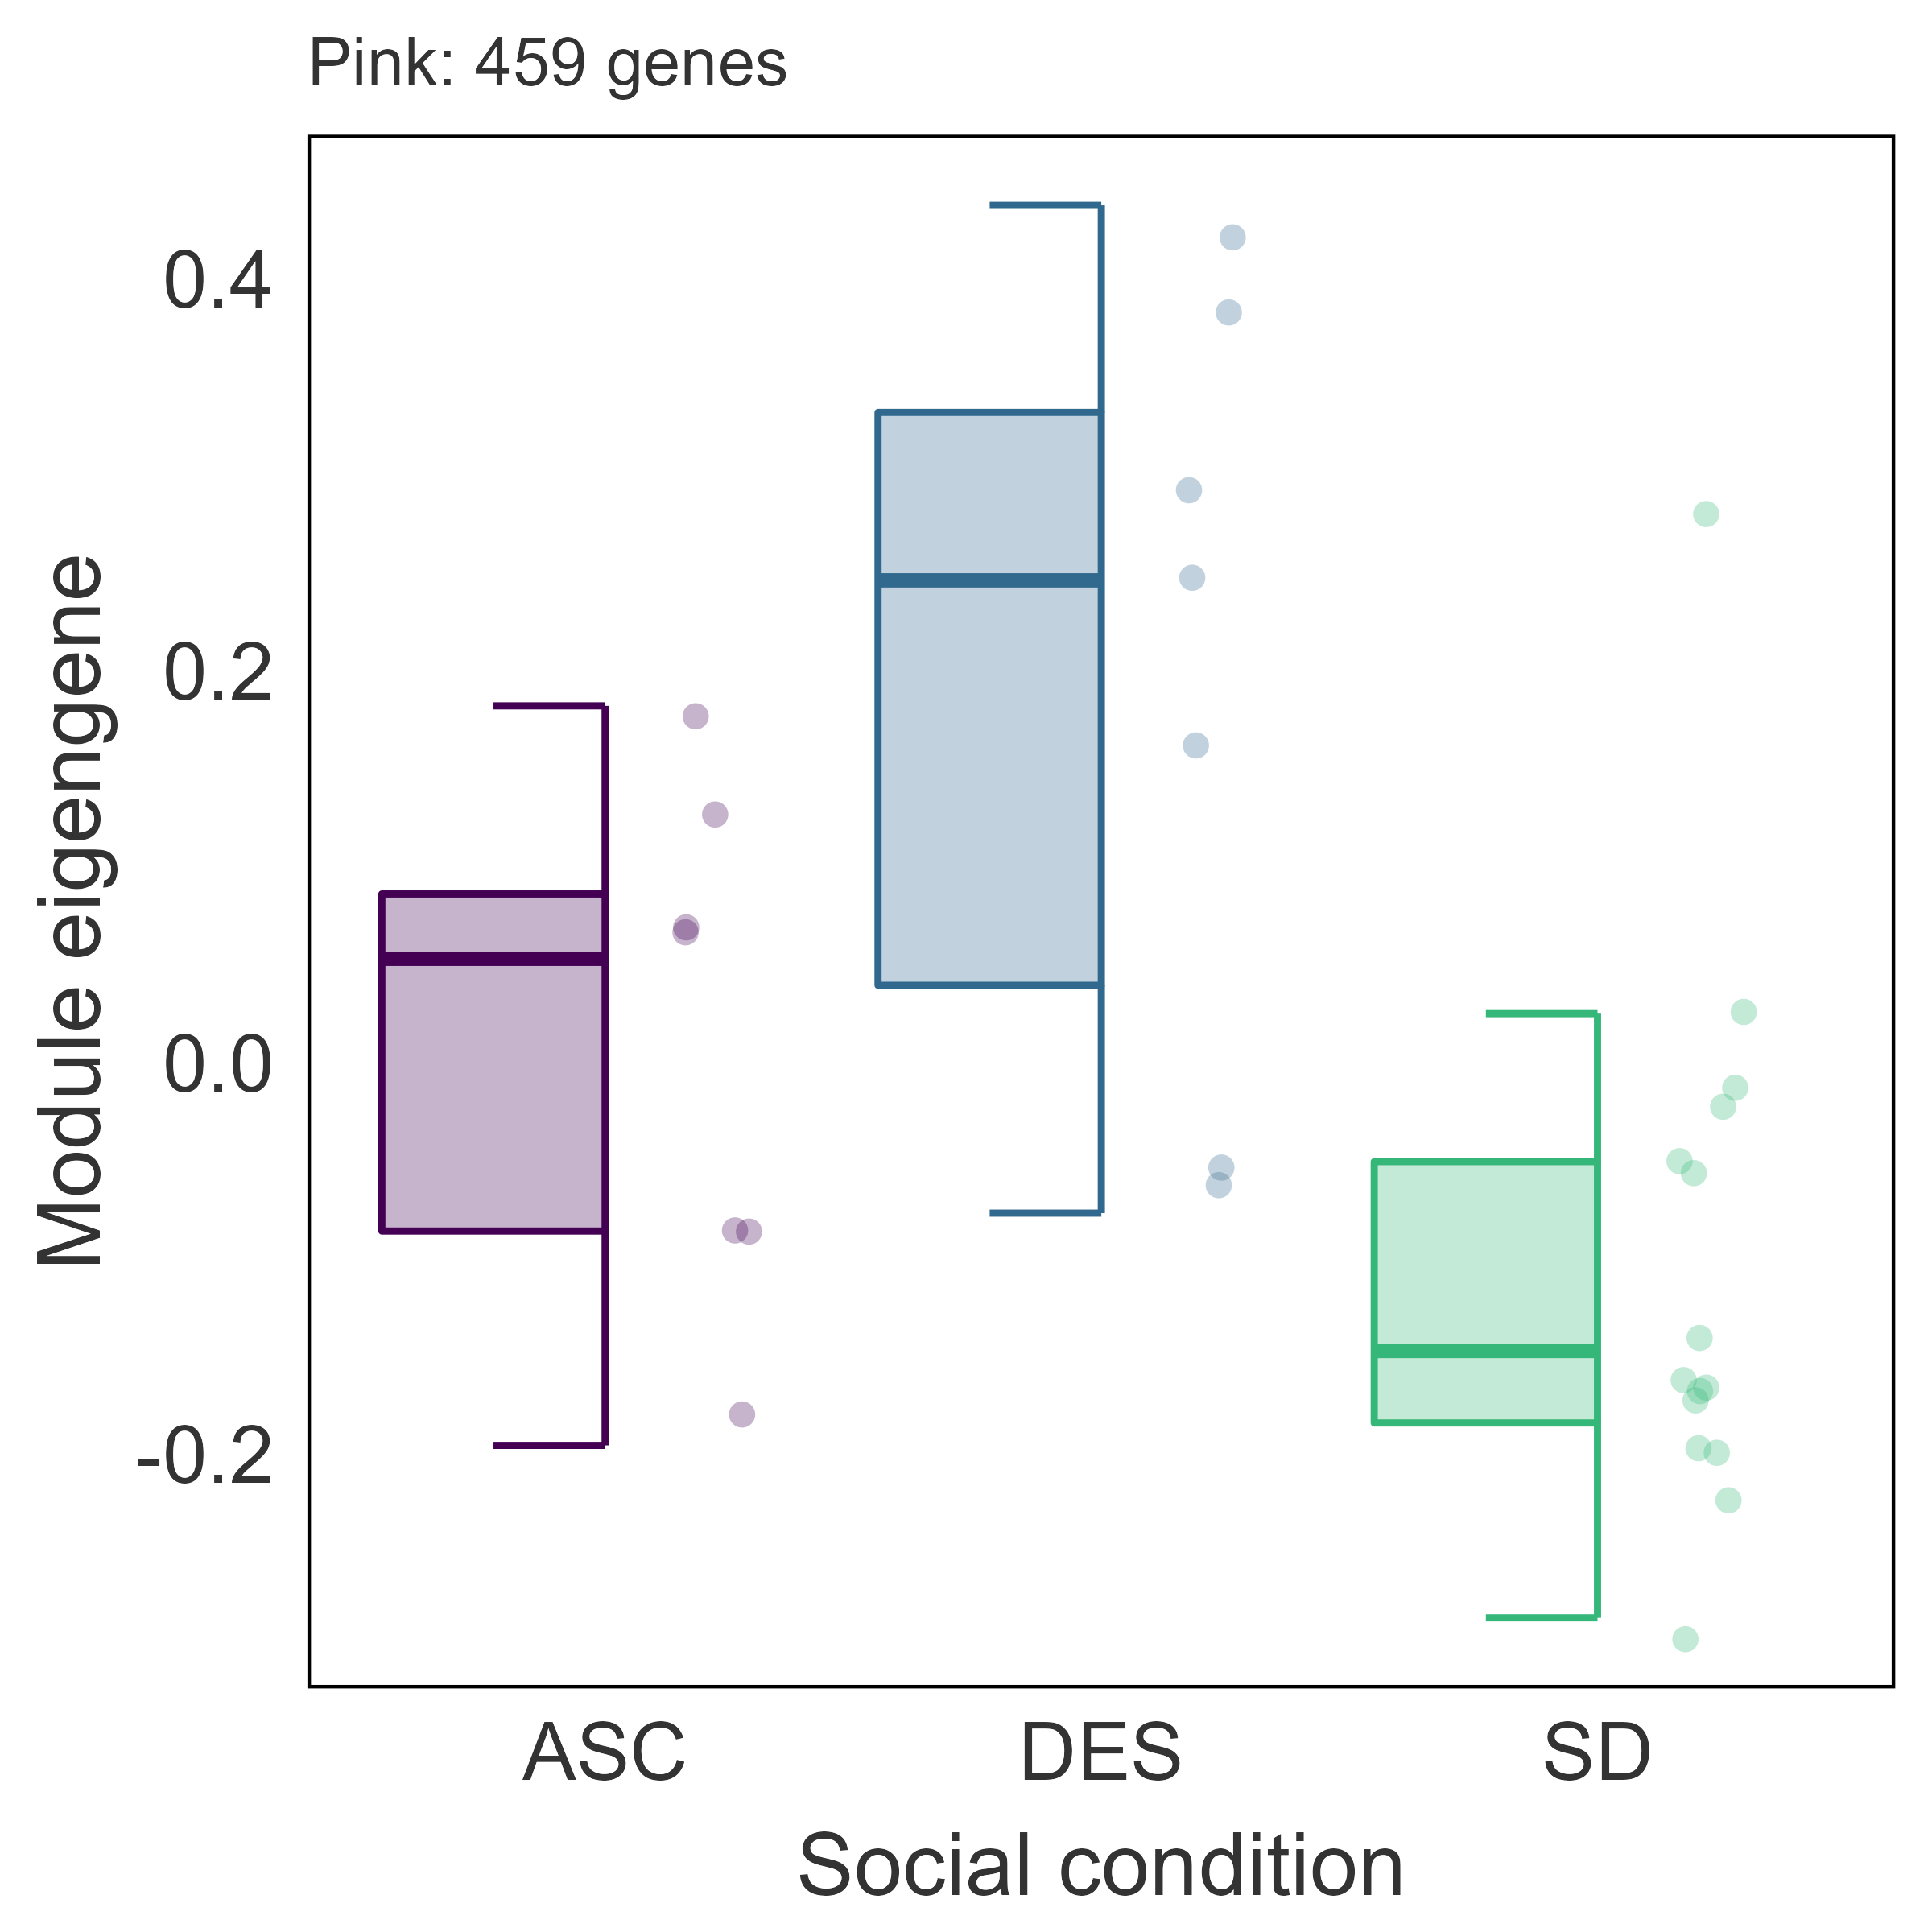 Pink: 459 genes
Module eigengene
0.4
0.2
0.0
-0.2
ASC DES SD
Social condition